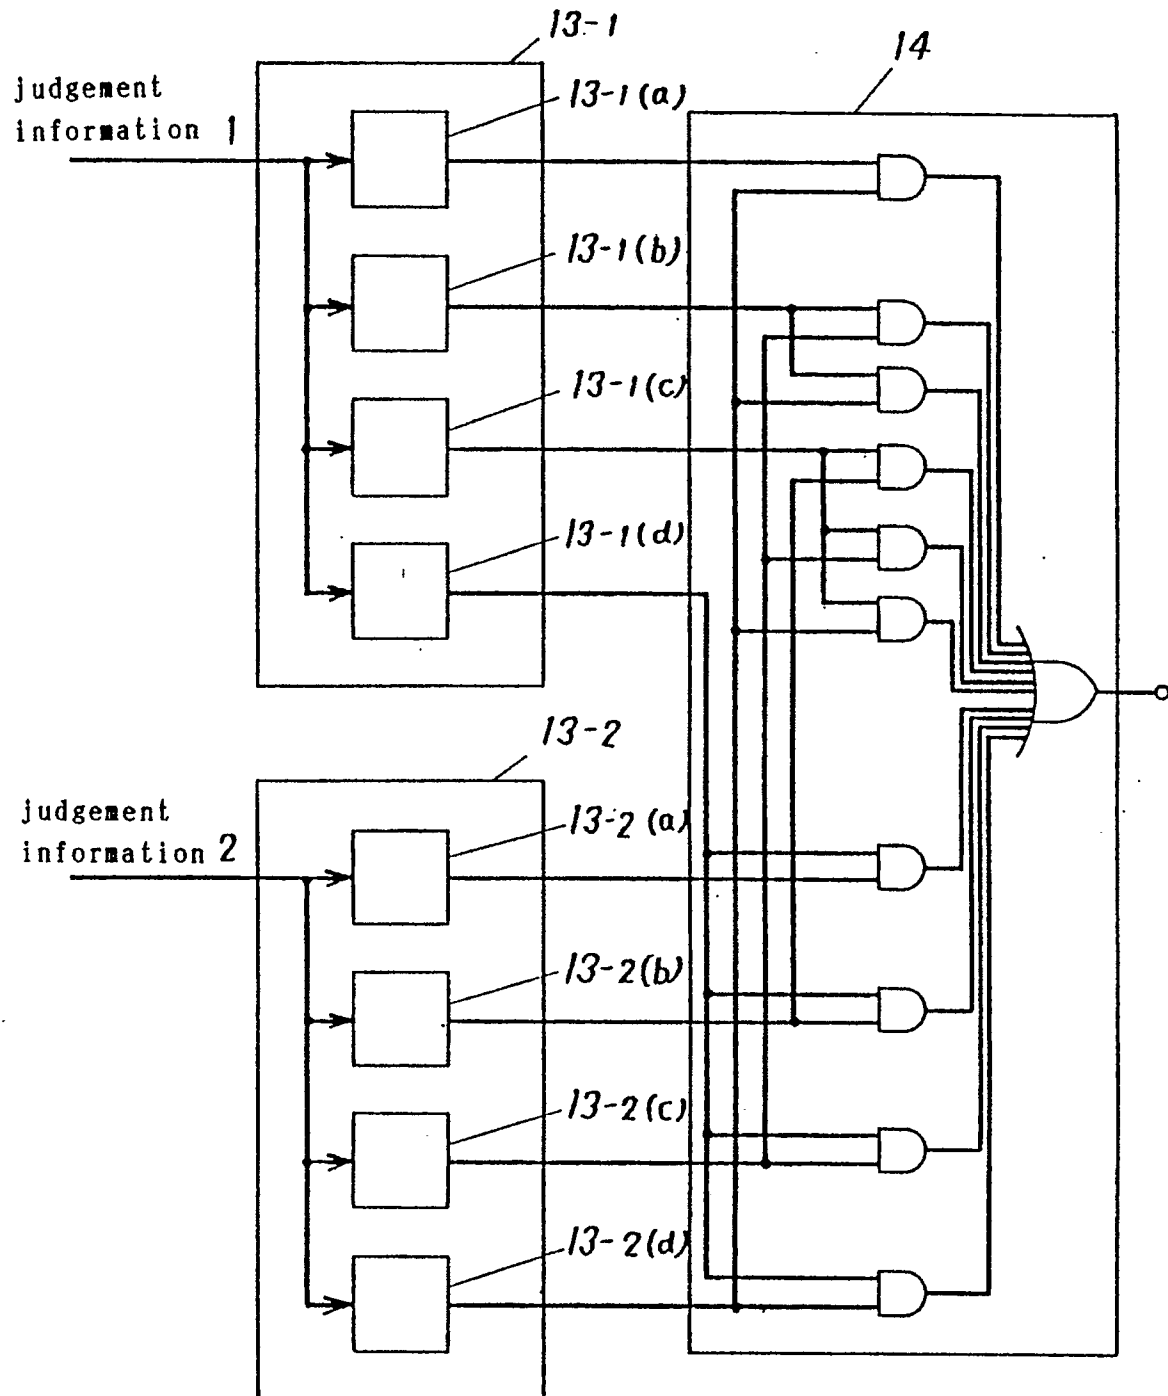 13-1
14
judgement
information 1
13-1(a)
13-1(b)
13-1(c)
13-1(d)
13-2
judgement
information 2
13-2(a)
13-2(b)
13-2(c)
13-2(d)